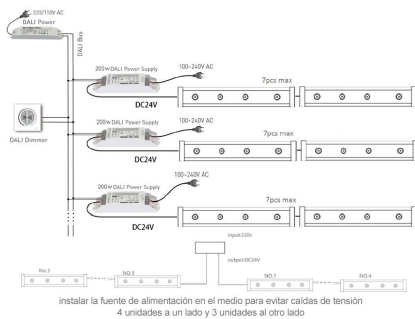 220/110V AC
DALI Power
DALI Bus
200w DALI Power Supply
100-240V AC
7pcs max
DC24V
DALI Dimmer
200w DALI Power Supply
100-240V AC
7pcs max
DC24V
200w DALI Power Supply
100-240V AC
7pcs max
DC24V
input:220v
output:DC24V
NO.3
NO.1
NO.1
NO.4
instalar la fuente de alimentación en el medio para evitar caídas de tensión
4 unidades a un lado y 3 unidades al otro lado